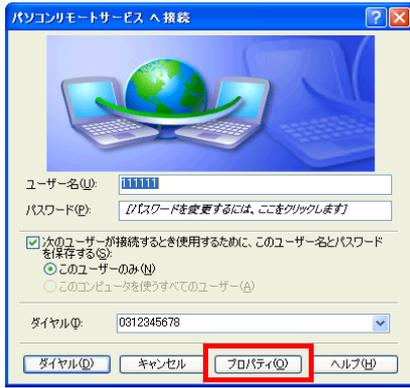 パソコンリモートサービス へ接続
ユーザー名(U):
111111
パスワード(P):
[パスワードを変更するには、ここをクリックします]
次のユーザーが接続するとき使用するために、このユーザー名とパスワード
を保存する(S):
このユーザーのみ(N)
このコンピュータを使うすべてのユーザー(A)
ダイヤル(I):
0312345678
ダイヤル(D) キャンセル プロパティ(O) ヘルプ(H)